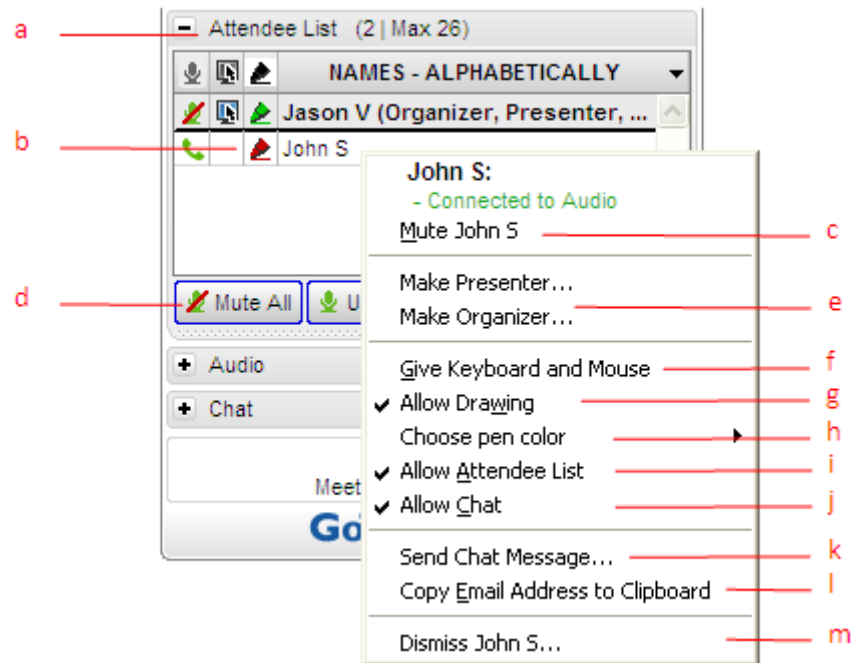 a
Attendee List (2 | Max 26)
NAMES - ALPHABETICALLY
Jason V (Organizer, Presenter, ...
b
John S
John S:
- Connected to Audio
Mute John S
c
Make Presenter...
d
Mute All
U
Make Organizer...
e
Audio
Give Keyboard and Mouse
f
Chat
Allow Drawing
g
Choose pen color
h
Allow Attendee List
i
Meet
Allow Chat
j
Go
Send Chat Message...
k
Copy Email Address to Clipboard
l
Dismiss John S...
m